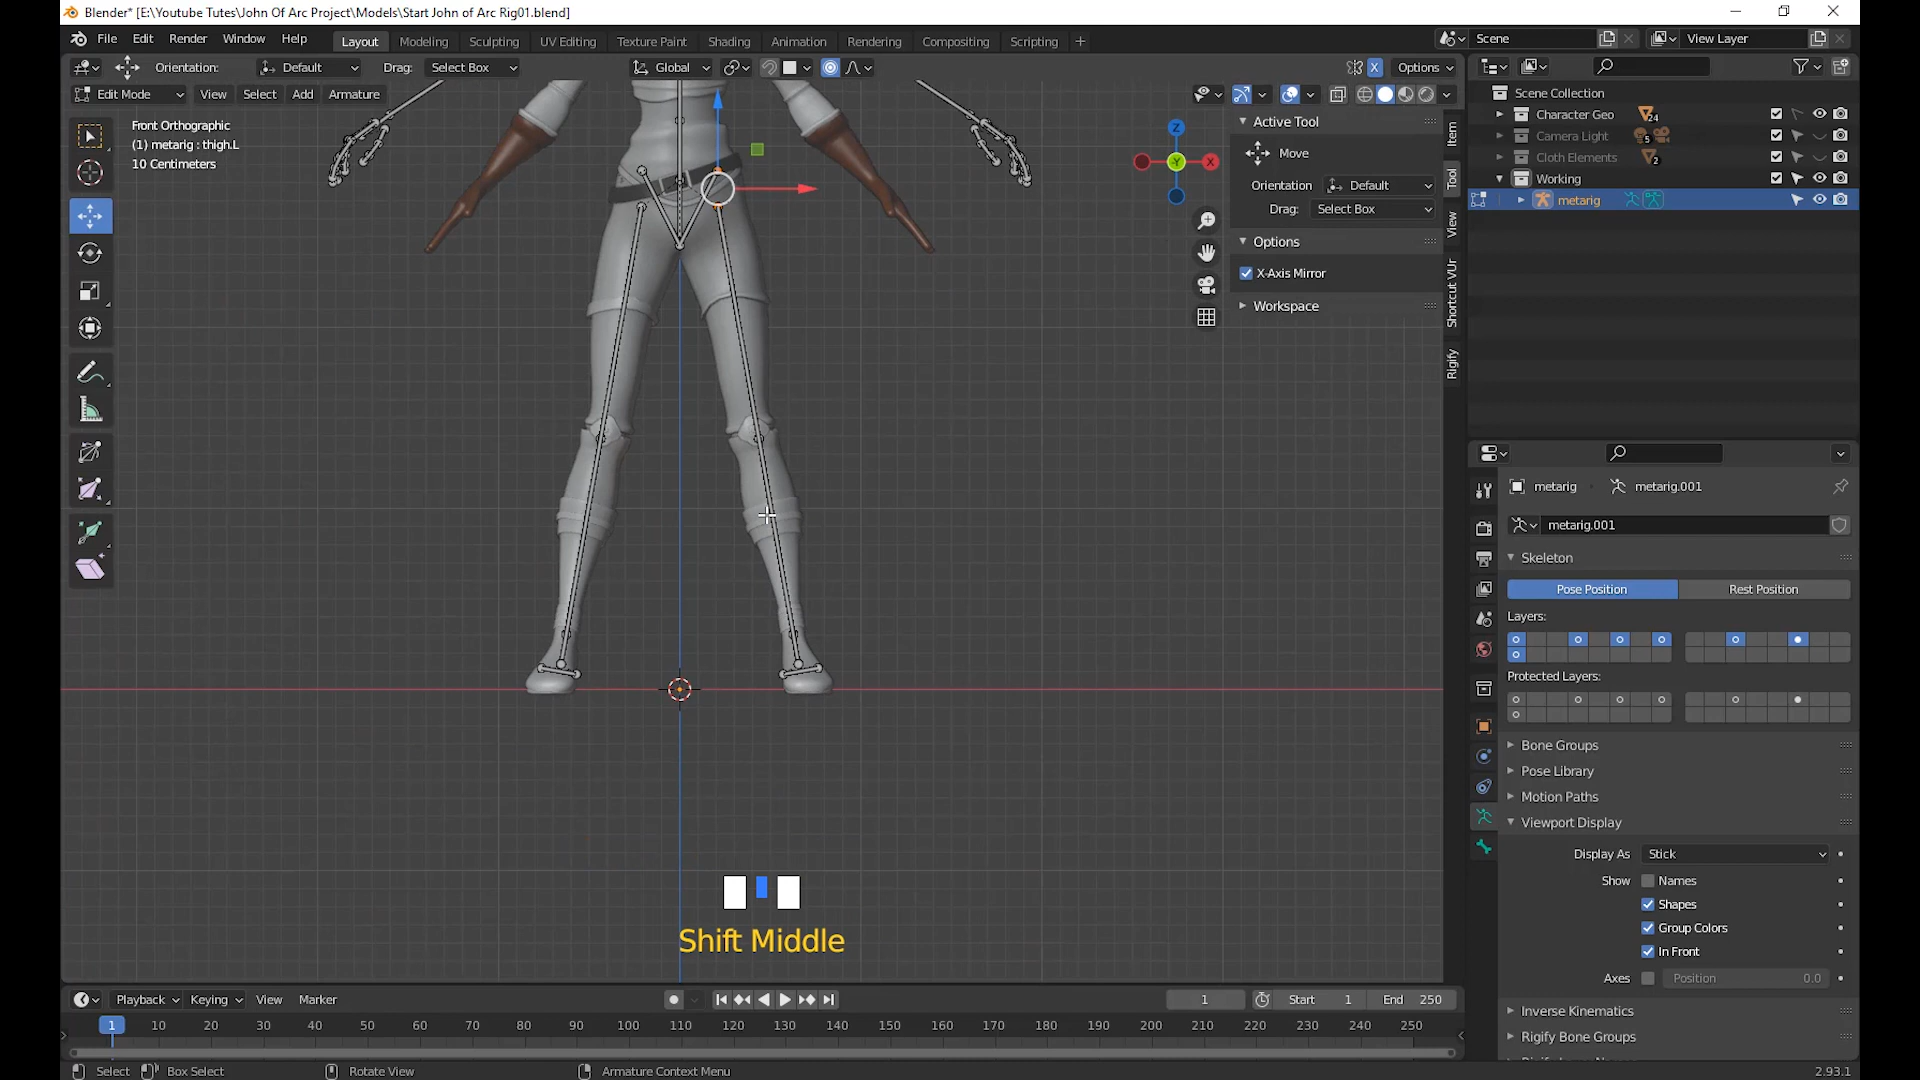 Blender* [E:\Youtube Tutes\John Of Arc Project\Models\Start John of Arc Rig01.blend]
File Edit Render Window Help Layout Modeling Sculpting UV Editing Texture Paint Shading Animation Rendering Compositing Scripting Scene View Layer
Orientation: Default Drag: Select Box Global X Options
Edit Mode View Select Add Armature
Front Orthographic
(1) metarig : thigh.L
10 Centimeters
Z
Y
X
Active Tool
Move
Orientation Default
Drag: Select Box
Options
X-Axis Mirror
Workspace
Item
Tool
View
Shortcut VUr
Rigify
Scene Collection
Character Geo 24
Camera Light 5
Cloth Elements 2
Working
metarig
metarig metarig.001
metarig.001
Skeleton
Pose Position Rest Position
Layers:
Protected Layers:
Bone Groups
Pose Library
Motion Paths
Viewport Display
Display As Stick
Show Names
Shapes
Group Colors
In Front
Axes Position 0.0
Inverse Kinematics
Rigify Bone Groups
Shift Middle
Playback Keying View Marker 1 Start 1 End 250
1 10 20 30 40 50 60 70 80 90 100 110 120 130 140 150 160 170 180 190 200 210 220 230 240 250
Select Box Select Rotate View Armature Context Menu 2.93.1